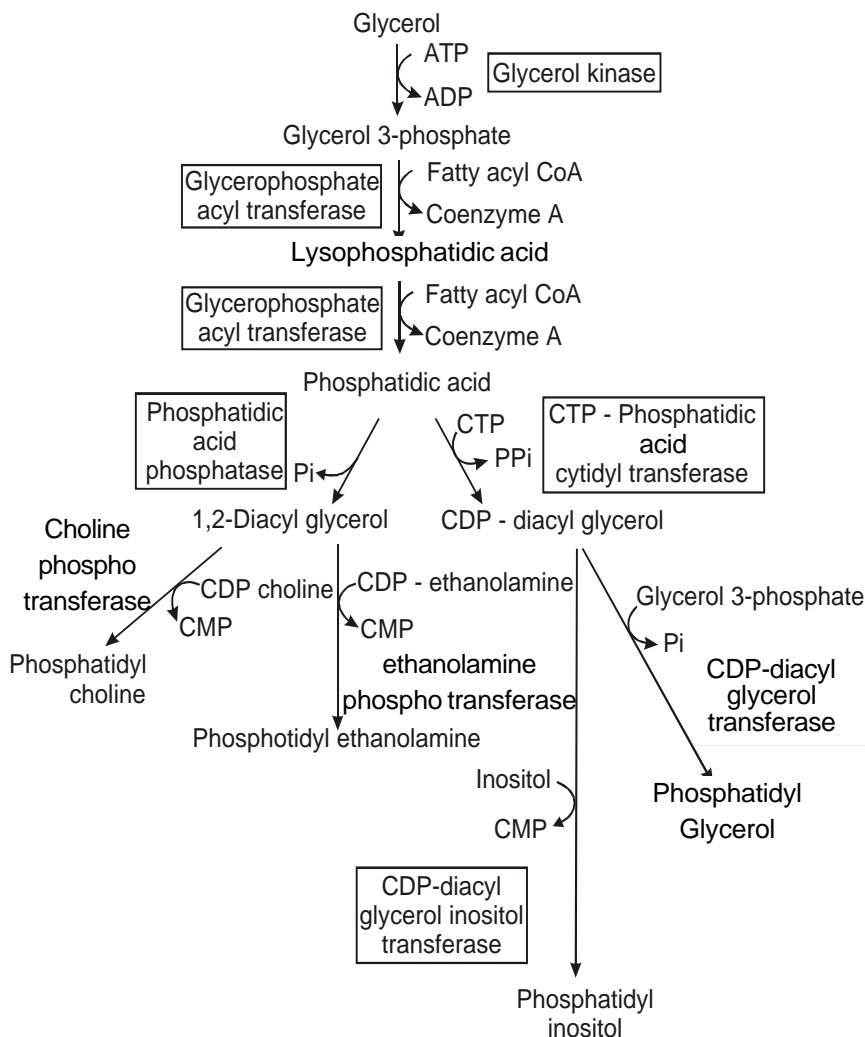 Glycerol
ATP
Glycerol kinase
ADP
Glycerol 3-phosphate
Glycerophosphate
acyl transferase
Fatty acyl CoA
Coenzyme A
Lysophosphatidic acid
Glycerophosphate
acyl transferase
Fatty acyl CoA
Coenzyme A
Phosphatidic acid
Phosphatidic
acid
phosphatase
Pi
CTP
PPi
CTP - Phosphatidic
acid
cytidyl transferase
1,2-Diacyl glycerol
CDP - diacyl glycerol
Choline
phospho
transferase
CDP choline
CMP
CDP - ethanolamine
CMP
Glycerol 3-phosphate
Pi
Phosphatidyl
choline
ethanolamine
phospho transferase
CDP-diacyl
glycerol
transferase
Phosphotidyl ethanolamine
Inositol
CMP
Phosphatidyl
Glycerol
CDP-diacyl
glycerol inositol
transferase
Phosphatidyl
inositol